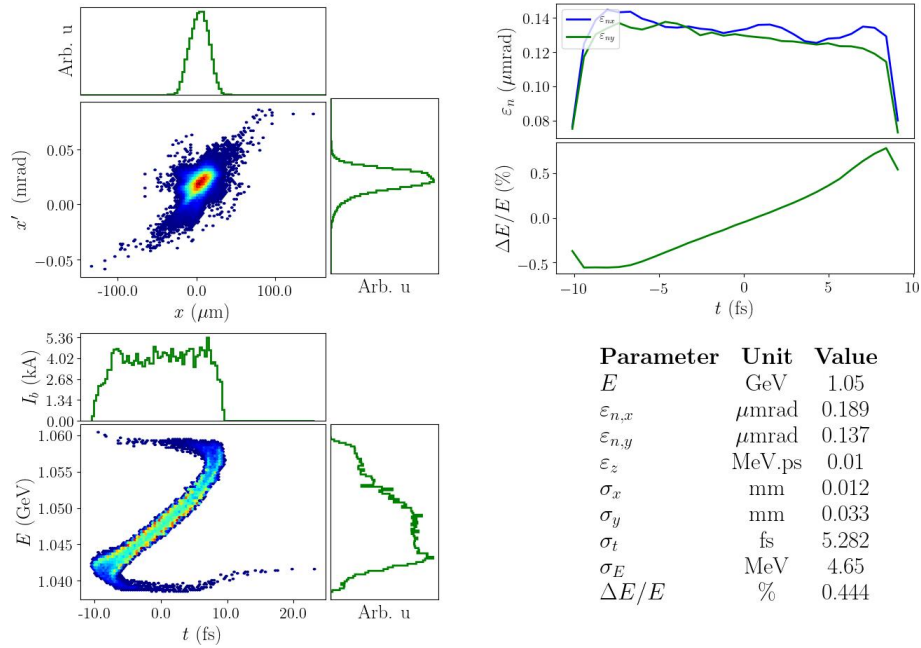 Arb. u
x′ (mrad)
0.05
0.00
−0.05
-100.0 0.0 100.0
x (μm)
Arb. u
ε_n (μmrad)
0.14
0.12
0.10
0.08
ε_nx
ε_ny
ΔE/E (%)
0.5
0.0
−0.5
−10 −5 0 5 10
t (fs)
I_b (kA)
5.36
4.02
2.68
1.34
0.00
E (GeV)
1.060
1.055
1.050
1.045
1.040
-10.0 0.0 10.0 20.0
t (fs)
Arb. u
Parameter Unit Value
E GeV 1.05
ε_n,x μmrad 0.189
ε_n,y μmrad 0.137
ε_z MeV.ps 0.01
σ_x mm 0.012
σ_y mm 0.033
σ_t fs 5.282
σ_E MeV 4.65
ΔE/E % 0.444